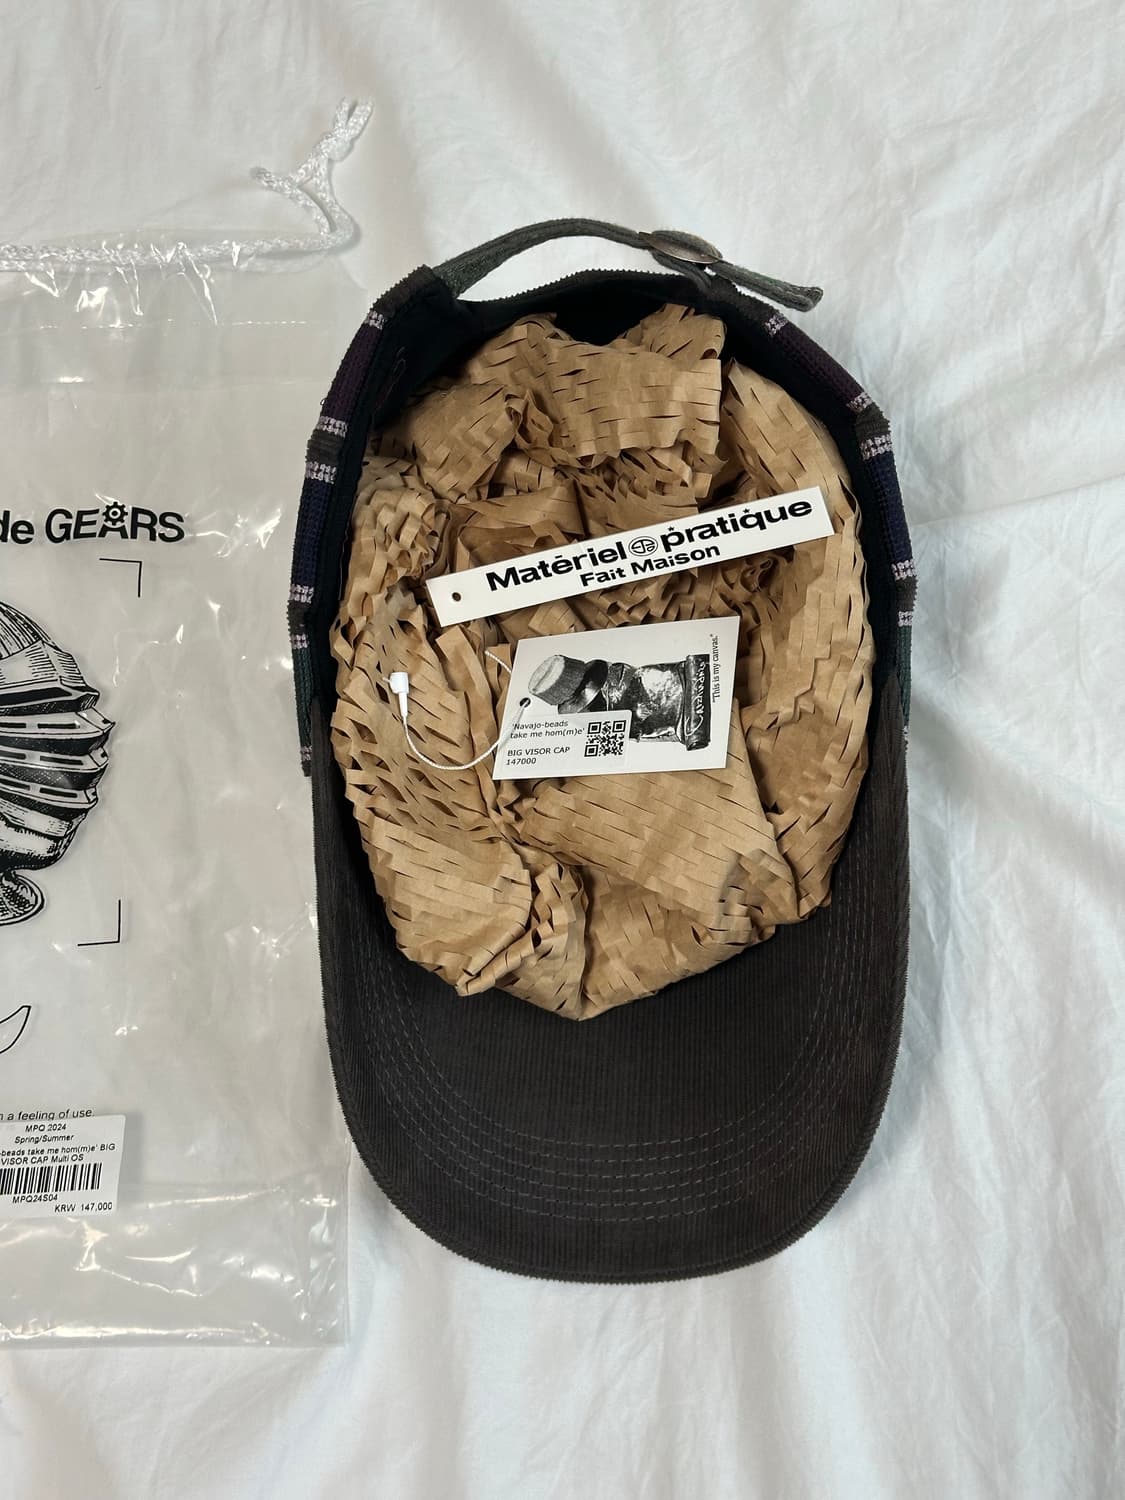 de GEARS
Matériel pratique
Fait Maison
"This is my canvas."
'Navajo-beads
take me hom(m)e'
BIG VISOR CAP
147000
a feeling of use.
MPQ 2024
Spring/Summer
-beads take me hom(m)e' BIG
VISOR CAP Multi OS
MPQ24S04
KRW 147,000